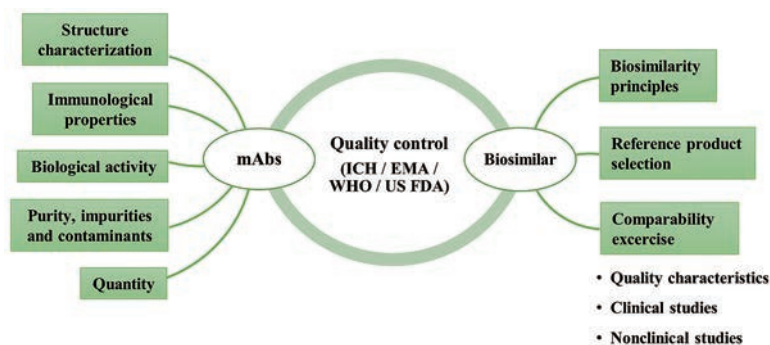 Structure
characterization
Immunological
properties
Biological activity
Purity, impurities
and contaminants
Quantity
mAbs
Quality control
(ICH / EMA /
WHO / US FDA)
Biosimilar
Biosimilarity
principles
Reference product
selection
Comparability
excercise
• Quality characteristics
• Clinical studies
• Nonclinical studies